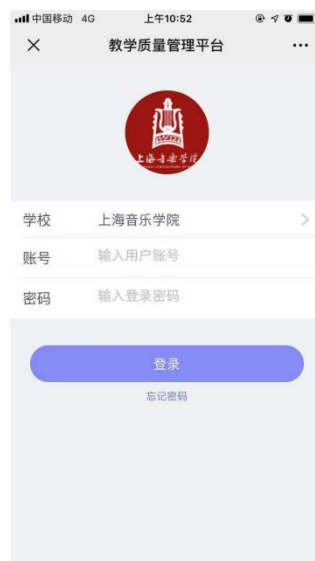 中国移动 4G 上午10:52
教学质量管理平台
上海音乐学院
学校 上海音乐学院
账号 输入用户账号
密码 输入登录密码
登录
忘记密码